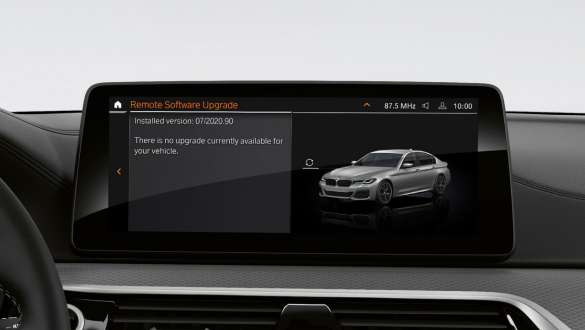 Remote Software Upgrade
87.5 MHz
10:00
Installed version: 07/2020.90
There is no upgrade currently available for
your vehicle.